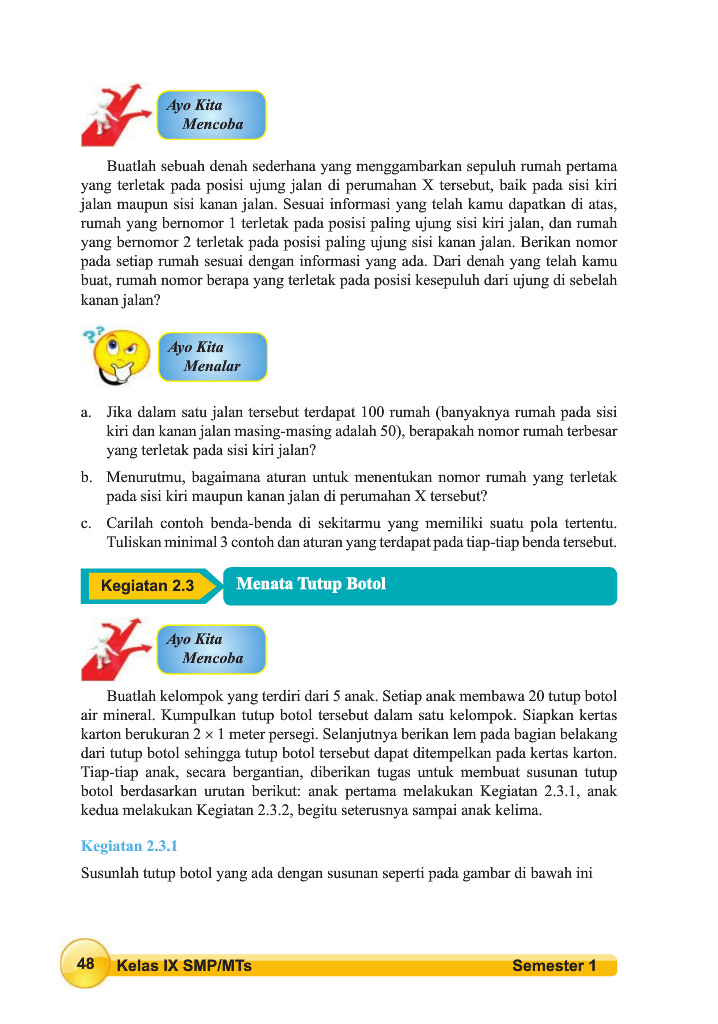 Ayo Kita
Mencoba
Buatlah sebuah denah sederhana yang menggambarkan sepuluh rumah pertama
yang terletak pada posisi ujung jalan di perumahan X tersebut, baik pada sisi kiri
jalan maupun sisi kanan jalan. Sesuai informasi yang telah kamu dapatkan di atas,
rumah yang bernomor 1 terletak pada posisi paling ujung sisi kiri jalan, dan rumah
yang bernomor 2 terletak pada posisi paling ujung sisi kanan jalan. Berikan nomor
pada setiap rumah sesuai dengan informasi yang ada. Dari denah yang telah kamu
buat, rumah nomor berapa yang terletak pada posisi kesepuluh dari ujung di sebelah
kanan jalan?
??
Ayo Kita
Menalar
a. Jika dalam satu jalan tersebut terdapat 100 rumah (banyaknya rumah pada sisi
kiri dan kanan jalan masing-masing adalah 50), berapakah nomor rumah terbesar
yang terletak pada sisi kiri jalan?
b. Menurutmu, bagaimana aturan untuk menentukan nomor rumah yang terletak
pada sisi kiri maupun kanan jalan di perumahan X tersebut?
c. Carilah contoh benda-benda di sekitarmu yang memiliki suatu pola tertentu.
Tuliskan minimal 3 contoh dan aturan yang terdapat pada tiap-tiap benda tersebut.
Kegiatan 2.3 Menata Tutup Botol
Ayo Kita
Mencoba
Buatlah kelompok yang terdiri dari 5 anak. Setiap anak membawa 20 tutup botol
air mineral. Kumpulkan tutup botol tersebut dalam satu kelompok. Siapkan kertas
karton berukuran 2 × 1 meter persegi. Selanjutnya berikan lem pada bagian belakang
dari tutup botol sehingga tutup botol tersebut dapat ditempelkan pada kertas karton.
Tiap-tiap anak, secara bergantian, diberikan tugas untuk membuat susunan tutup
botol berdasarkan urutan berikut: anak pertama melakukan Kegiatan 2.3.1, anak
kedua melakukan Kegiatan 2.3.2, begitu seterusnya sampai anak kelima.
Kegiatan 2.3.1
Susunlah tutup botol yang ada dengan susunan seperti pada gambar di bawah ini
48 Kelas IX SMP/MTs Semester 1